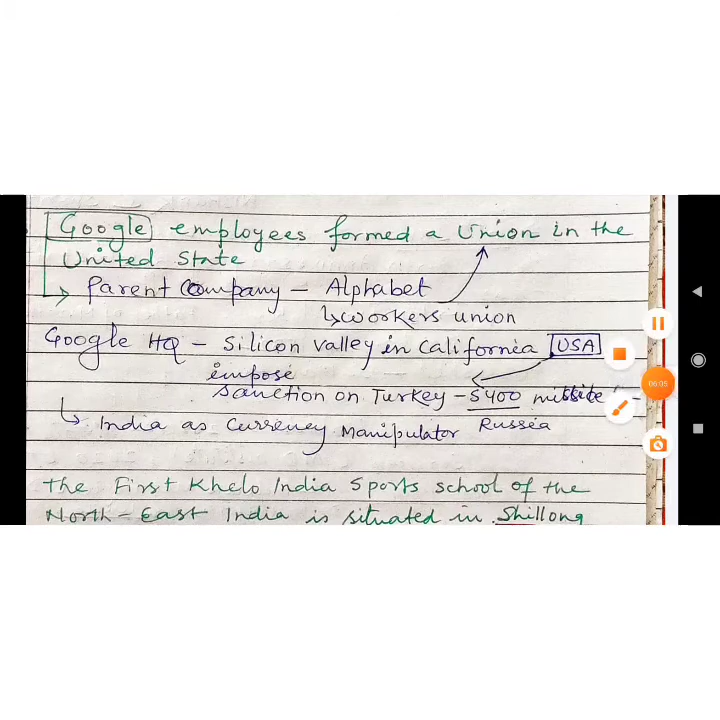 Google employees formed a Union in the
United State
Parent Company - Alphabet
workers union
Google HQ - Silicon valley in California USA
impose
Sanction on Turkey - S400
India as Currency Manipulator Russia
The First Khelo India Sports school of the
North-East India is situated in Shillong
06:05